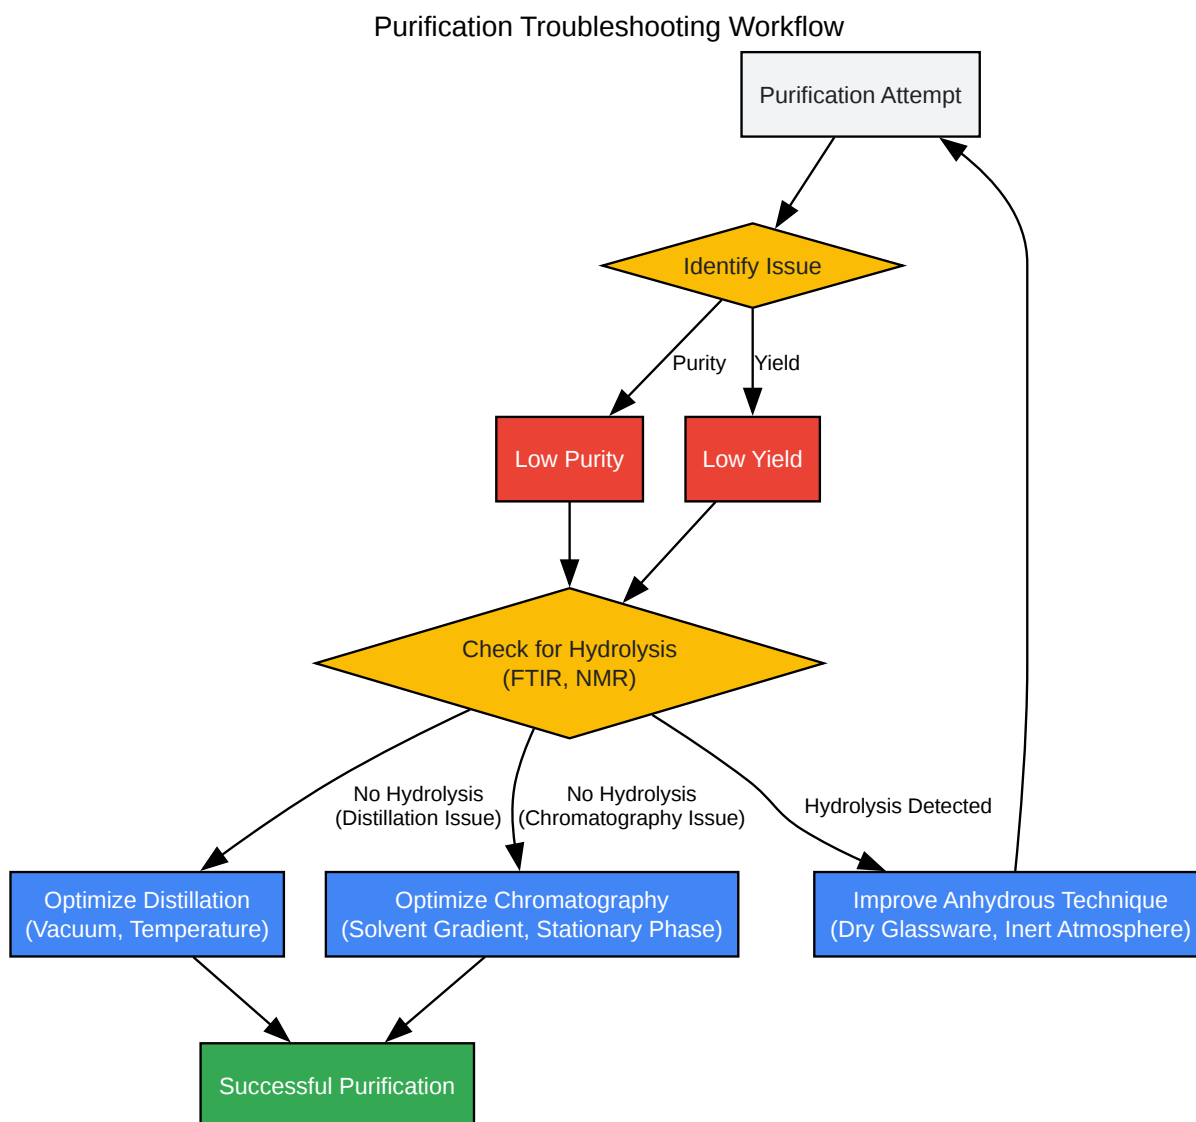 Purification Troubleshooting Workflow
Purification Attempt
Identify Issue
Purity
Yield
Low Purity
Low Yield
Check for Hydrolysis
(FTIR, NMR)
No Hydrolysis
(Distillation Issue)
No Hydrolysis
(Chromatography Issue)
Hydrolysis Detected
Optimize Distillation
(Vacuum, Temperature)
Optimize Chromatography
(Solvent Gradient, Stationary Phase)
Improve Anhydrous Technique
(Dry Glassware, Inert Atmosphere)
Successful Purification